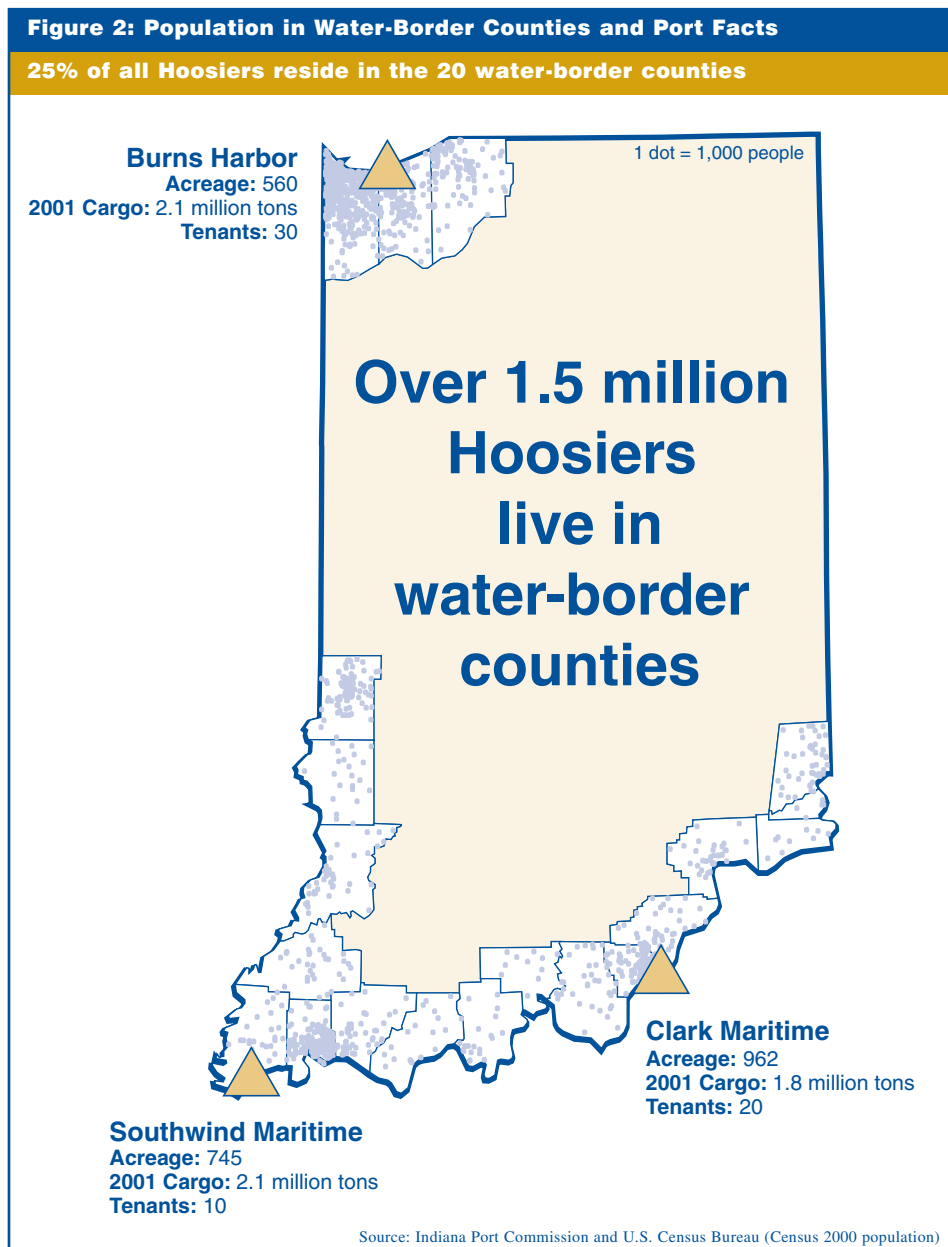 Figure 2: Population in Water-Border Counties and Port Facts
25% of all Hoosiers reside in the 20 water-border counties
1 dot = 1,000 people
Burns Harbor
Acreage: 560
2001 Cargo: 2.1 million tons
Tenants: 30
Over 1.5 million
Hoosiers
live in
water-border
counties
Clark Maritime
Acreage: 962
2001 Cargo: 1.8 million tons
Tenants: 20
Southwind Maritime
Acreage: 745
2001 Cargo: 2.1 million tons
Tenants: 10
Source: Indiana Port Commission and U.S. Census Bureau (Census 2000 population)